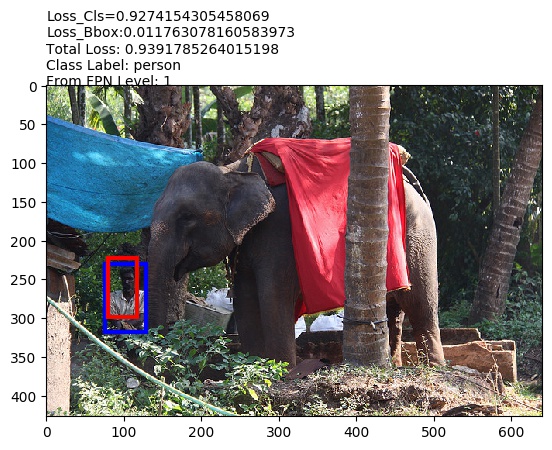 Loss_Cls=0.9274154305458069
Loss_Bbox:0.011763078160583973
Total Loss: 0.9391785264015198
Class Label: person
From FPN Level: 1
0
50
100
150
200
250
300
350
400
0 100 200 300 400 500 600